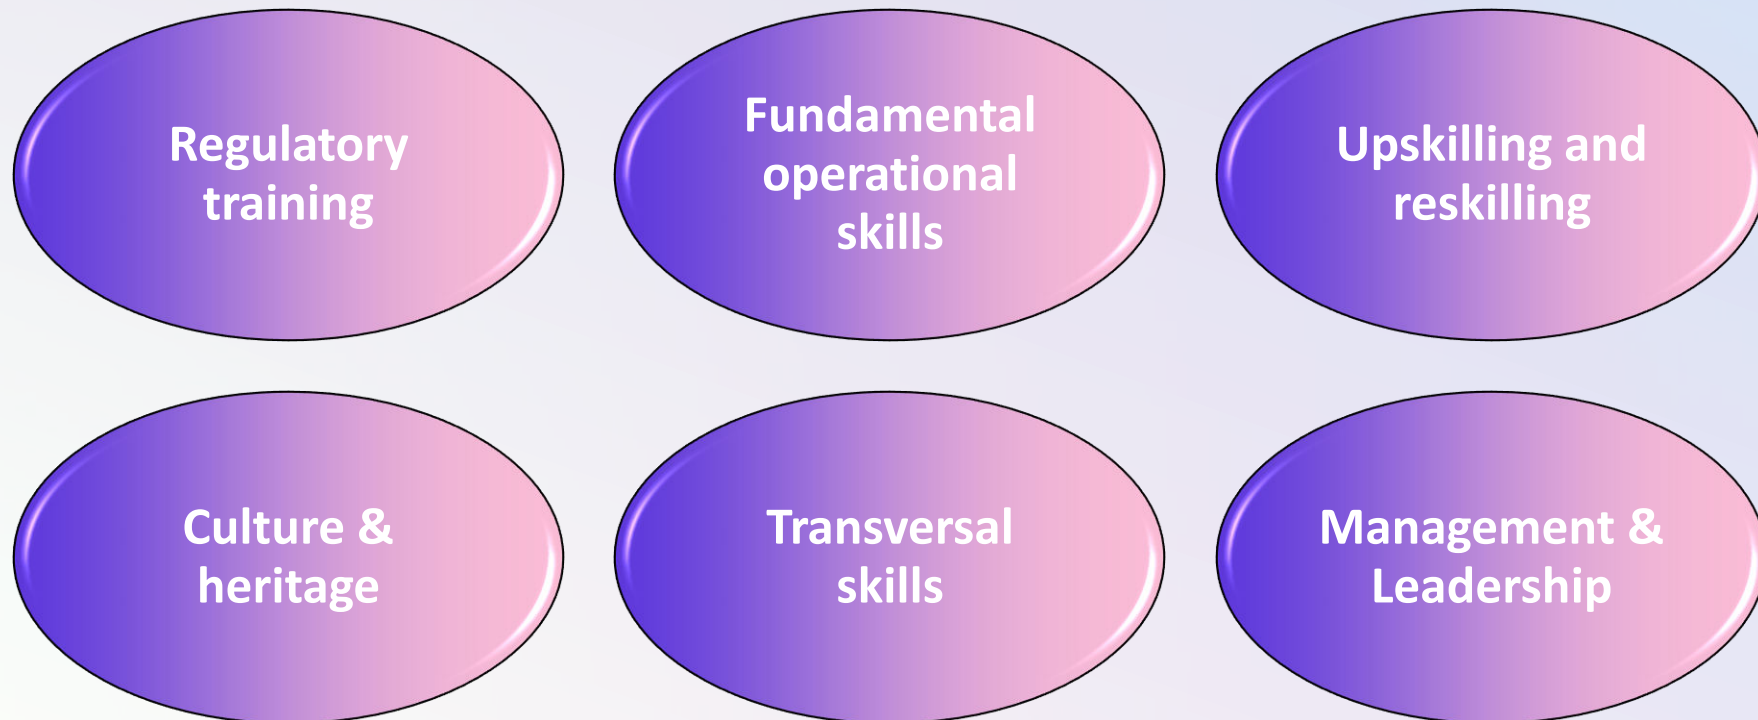 Regulatory
training
Fundamental
operational
skills
Upskilling and
reskilling
Culture &
heritage
Transversal
skills
Management &
Leadership